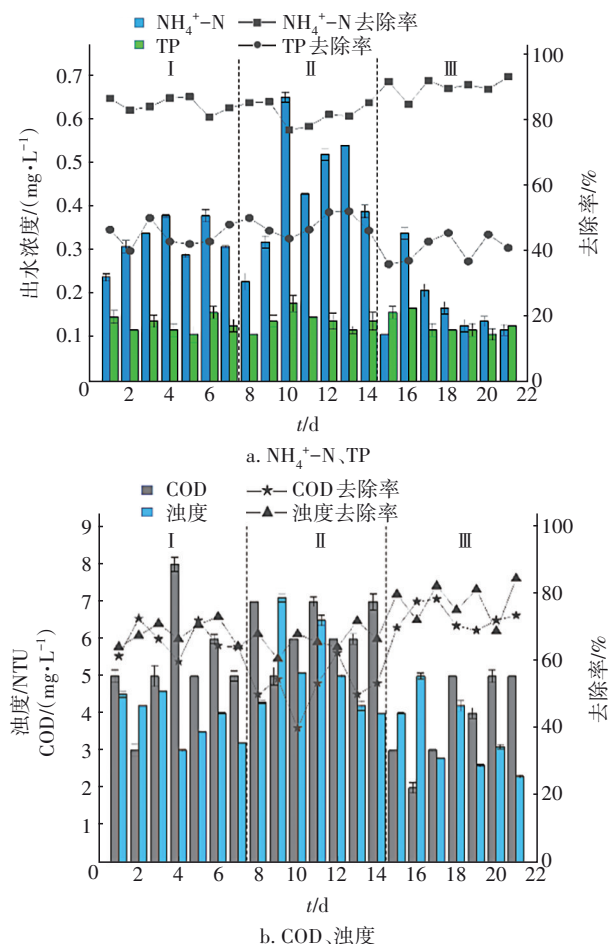 NH₄⁺-N NH₄⁺-N去除率
TP TP去除率
Ⅰ Ⅱ Ⅲ
0.7
0.6
0.5
0.4
0.3
0.2
0.1
0
出水浓度/(mg·L⁻¹)
100
80
60
40
20
0
去除率/%
2 4 6 8 10 12 14 16 18 20 22
t/d
a. NH₄⁺-N、TP
COD COD去除率
浊度 浊度去除率
Ⅰ Ⅱ Ⅲ
9
8
7
6
5
4
3
2
1
0
浊度/NTU
COD/(mg·L⁻¹)
100
80
60
40
20
0
去除率/%
2 4 6 8 10 12 14 16 18 20 22
t/d
b. COD、浊度